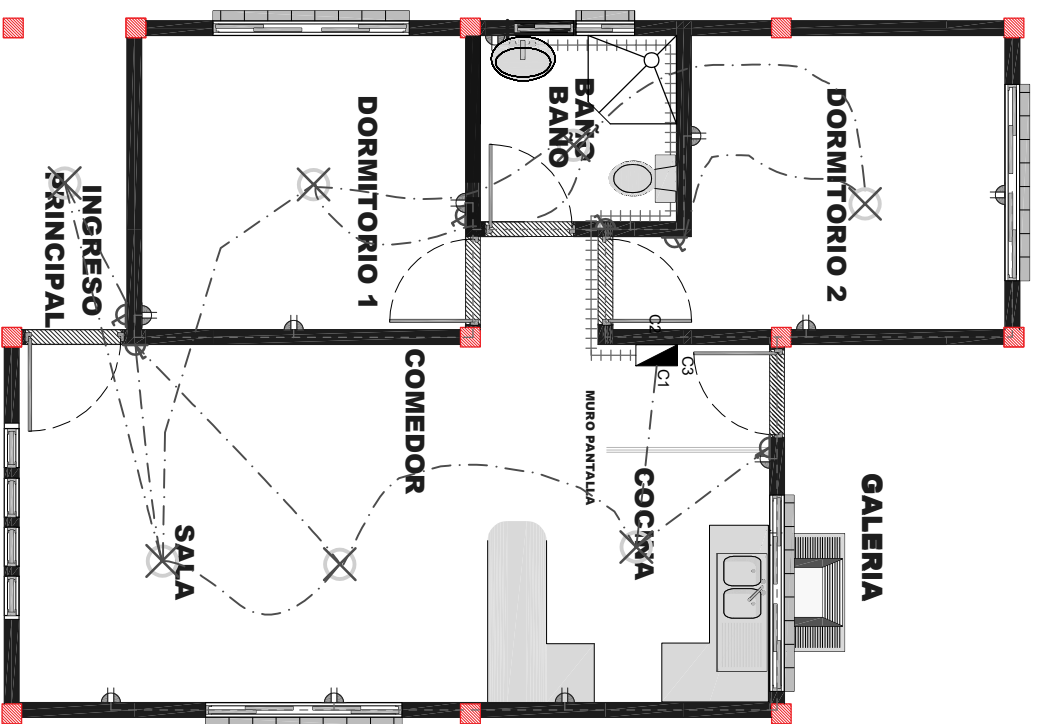 DORMITORIO 1
BAÑO
BAÑO
DORMITORIO 2
INGRESO
PRINCIPAL
COMEDOR
C2
C3
C1
MURO PANTALLA
COCINA
SALA
GALERIA